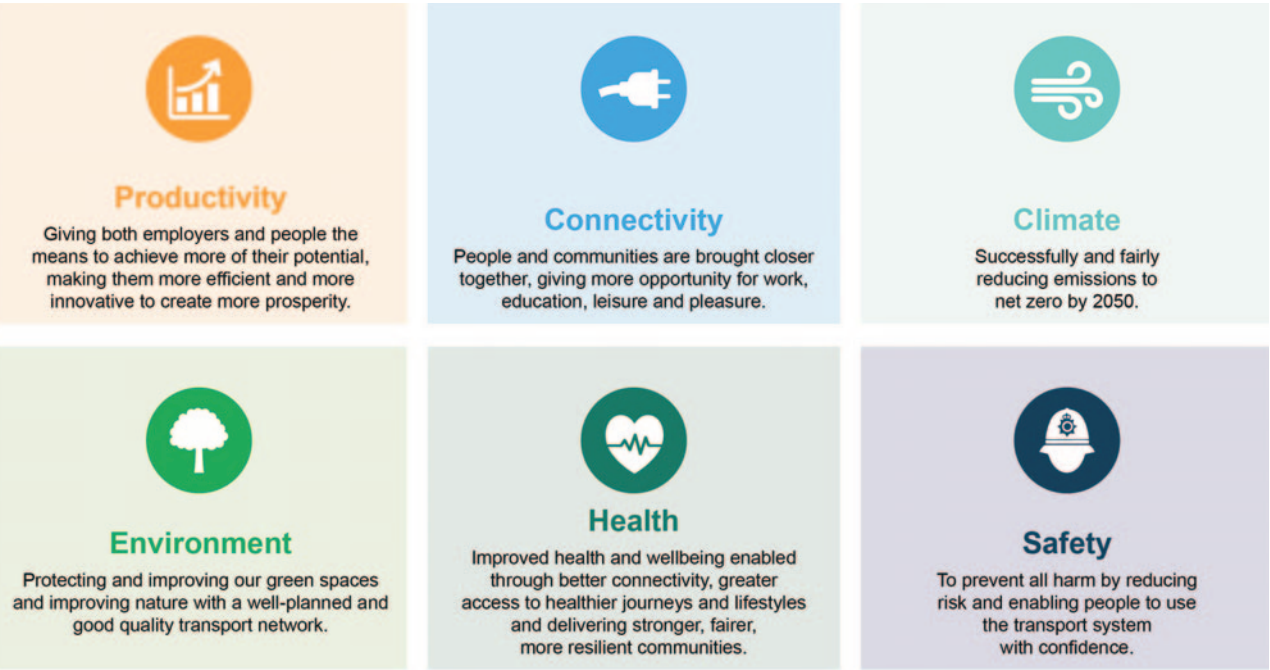 Productivity
Giving both employers and people the
means to achieve more of their potential,
making them more efficient and more
innovative to create more prosperity.
Connectivity
People and communities are brought closer
together, giving more opportunity for work,
education, leisure and pleasure.
Climate
Successfully and fairly
reducing emissions to
net zero by 2050.
Environment
Protecting and improving our green spaces
and improving nature with a well-planned and
good quality transport network.
Health
Improved health and wellbeing enabled
through better connectivity, greater
access to healthier journeys and lifestyles
and delivering stronger, fairer,
more resilient communities.
Safety
To prevent all harm by reducing
risk and enabling people to use
the transport system
with confidence.